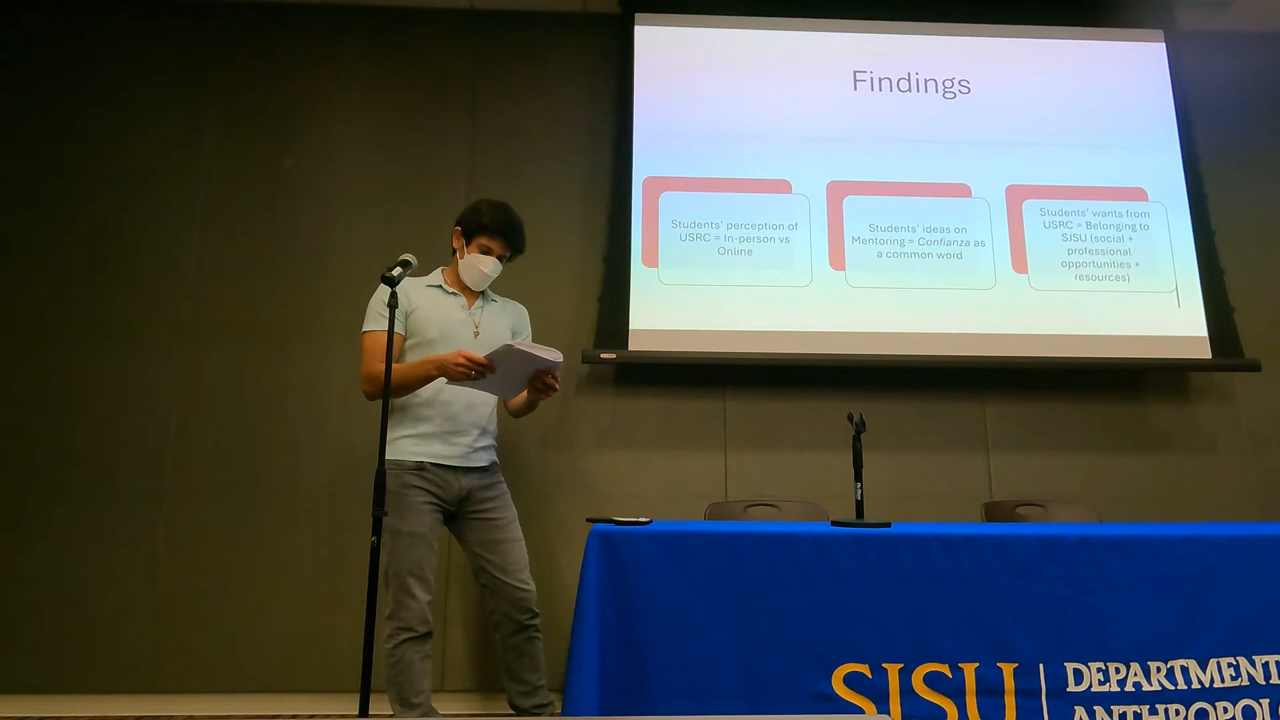 Findings
Students' perception of
USRC = In-person vs
Online
Students' ideas on
Mentoring = Confianza as
a common word
Students' wants from
USRC = Belonging to
SJSU (social +
professional
opportunities +
resources)
SJSU
DEPARTMENT
ANTHROPOL